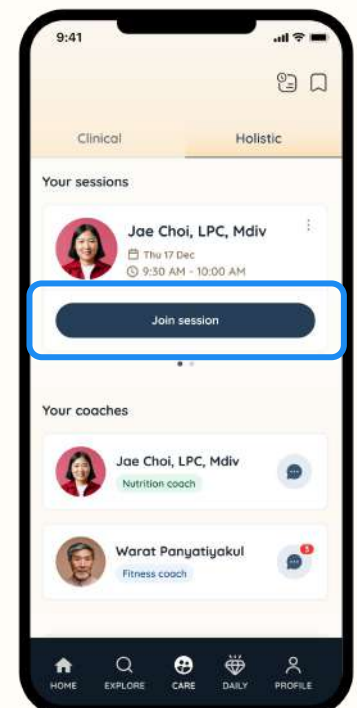 9:41
Clinical
Holistic
Your sessions
Jae Choi, LPC, Mdiv
Thu 17 Dec
9:30 AM - 10:00 AM
Join session
Your coaches
Jae Choi, LPC, Mdiv
Nutrition coach
Warat Panyatiyakul
Fitness coach
HOME EXPLORE CARE DAILY PROFILE